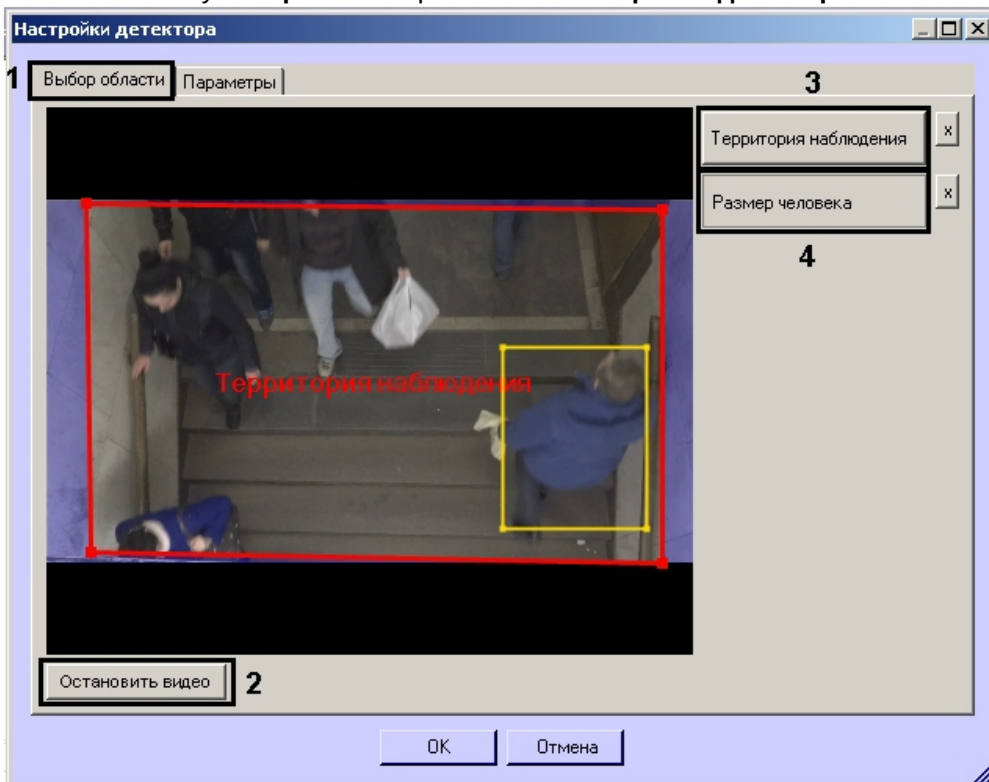 Настройки детектора
1 Выбор области Параметры 3
Территория наблюдения x
Размер человека x
4
Территория наблюдения
Остановить видео 2
OK Отмена